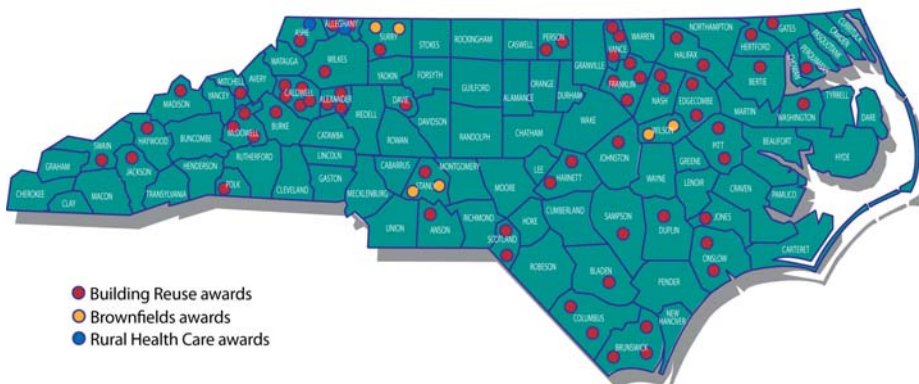 ALLEGHANY
ASHE
SURRY
STOKES
ROCKINGHAM
CASWELL
PERSON
GRANVILLE
VANCE
WARREN
NORTHAMPTON
HALIFAX
HERTFORD
GATES
CURRITUCK
CAMDEN
PASQUOTANK
PERQUIMANS
CHOWAN
WATAUGA
WILKES
YADKIN
FORSYTH
GUILFORD
ALAMANCE
ORANGE
DURHAM
FRANKLIN
NASH
EDGECOMBE
BERTIE
MARTIN
WASHINGTON
TYRRELL
DARE
MITCHELL
AVERY
CALDWELL
ALEXANDER
MADISON
YANCEY
IREDELL
DAVIE
DAVIDSON
RANDOLPH
CHATHAM
WAKE
WILSON
PITT
BEAUFORT
HYDE
HAYWOOD
BUNCOMBE
MCDOWELL
BURKE
CATAWBA
ROWAN
SWAIN
GRAHAM
JACKSON
HENDERSON
RUTHERFORD
LINCOLN
CABARRUS
MONTGOMERY
LEE
HARNETT
JOHNSTON
WAYNE
GREENE
LENOIR
CRAVEN
PAMLICO
CHEROKEE
CLAY
MACON
TRANSYLVANIA
POLK
CLEVELAND
GASTON
MECKLENBURG
STANLY
MOORE
UNION
ANSON
RICHMOND
SCOTLAND
HOKE
CUMBERLAND
SAMPSON
DUPLIN
JONES
ONSLOW
CARTERET
ROBESON
BLADEN
PENDER
COLUMBUS
NEW
HANOVER
BRUNSWICK
Building Reuse awards
Brownfields awards
Rural Health Care awards